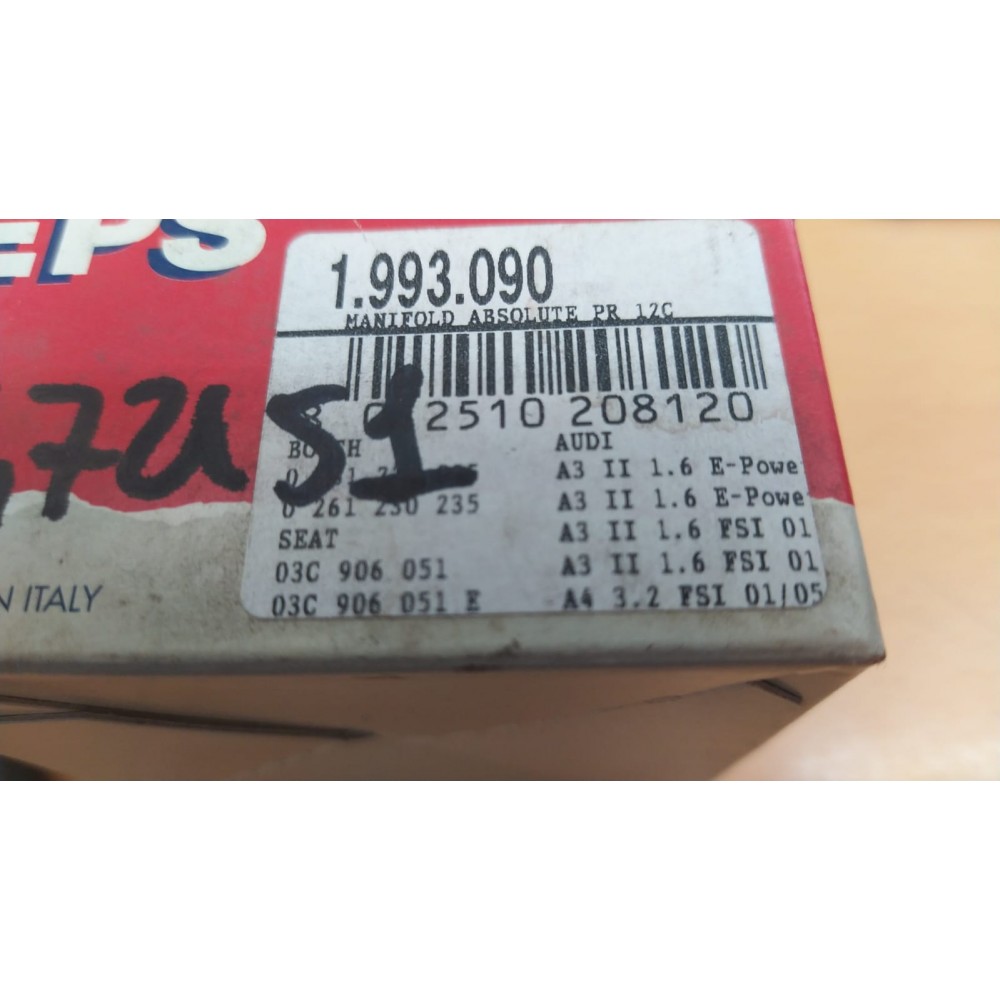 EPS
1.993.090
MANIFOLD ABSOLUTE PR 12C
2510 208120
7U51
AUDI
0 261 230 235
SEAT
03C 906 051
03C 906 051 E
A3 II 1.6 E-Powe
A3 II 1.6 E-Powe
A3 II 1.6 FSI 01
A3 II 1.6 FSI 01
A4 3.2 FSI 01/05
N ITALY